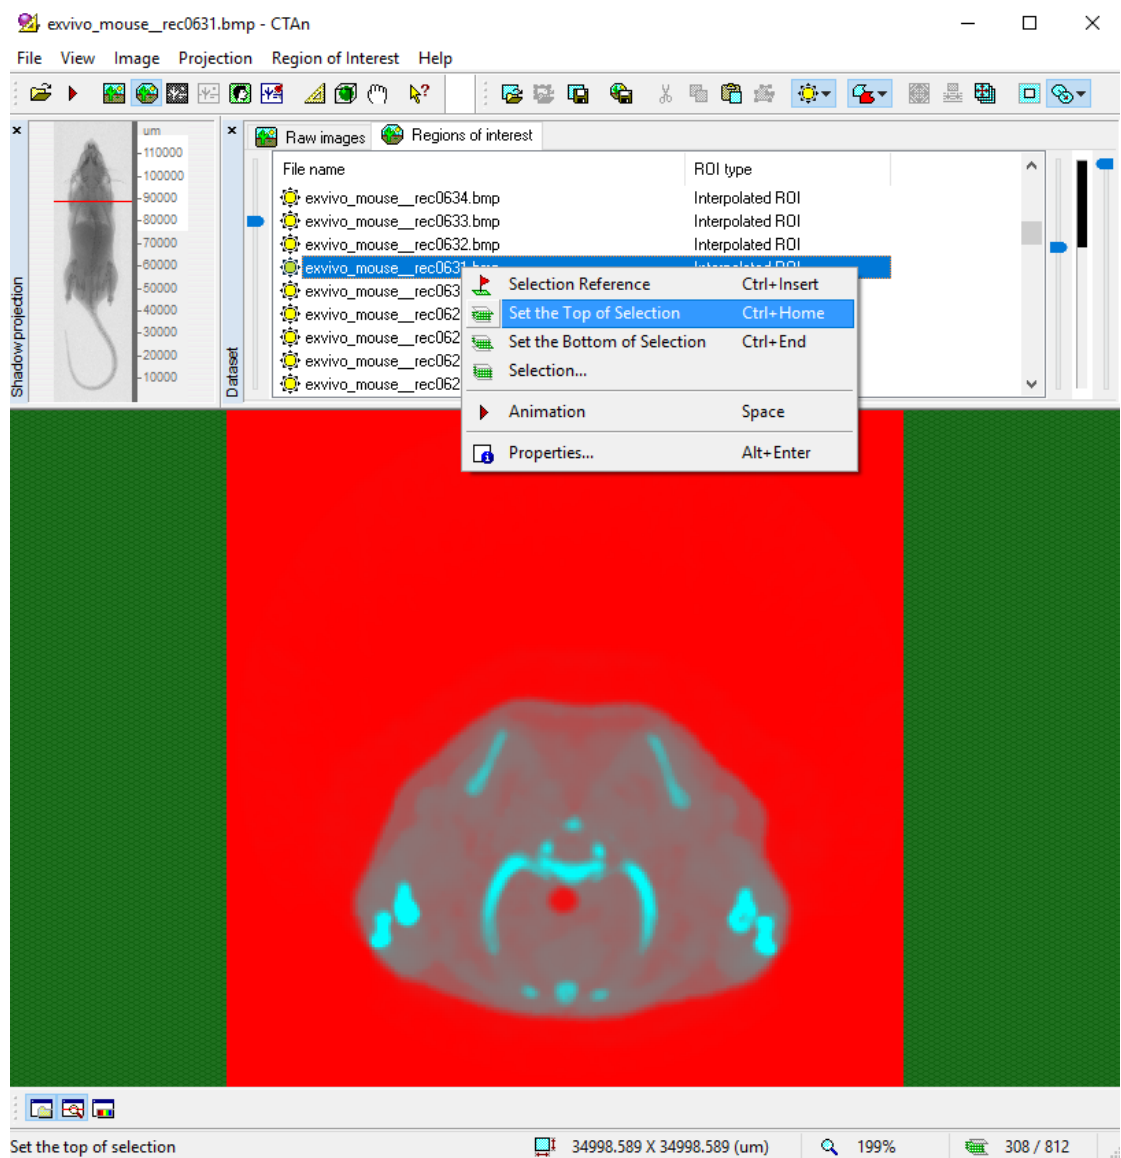 exvivo_mouse__rec0631.bmp - CTAn
File View Image Projection Region of Interest Help
um
110000
100000
90000
80000
70000
60000
50000
40000
30000
20000
10000
Shadow projection
Dataset
Raw images Regions of interest
File name ROI type
exvivo_mouse__rec0634.bmp Interpolated ROI
exvivo_mouse__rec0633.bmp Interpolated ROI
exvivo_mouse__rec0632.bmp Interpolated ROI
exvivo_mouse__rec0631.bmp Interpolated ROI
exvivo_mouse__rec063
exvivo_mouse__rec062
exvivo_mouse__rec062
exvivo_mouse__rec062
exvivo_mouse__rec062
Selection Reference Ctrl+Insert
Set the Top of Selection Ctrl+Home
Set the Bottom of Selection Ctrl+End
Selection...
Animation Space
Properties... Alt+Enter
Set the top of selection 34998.589 X 34998.589 (um) 199% 308 / 812